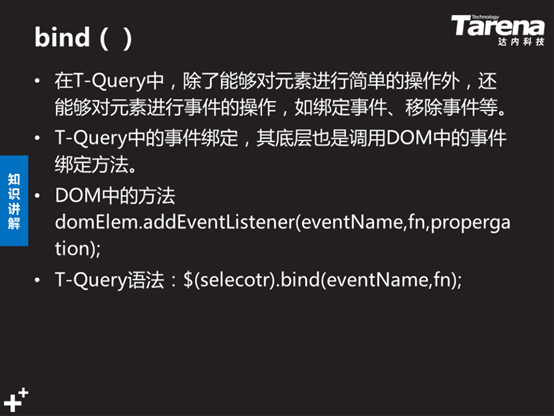 Technology
Tarena
达内科技
bind（）
• 在T-Query中，除了能够对元素进行简单的操作外，还
能够对元素进行事件的操作，如绑定事件、移除事件等。
• T-Query中的事件绑定，其底层也是调用DOM中的事件
绑定方法。
知识讲解
• DOM中的方法
domElem.addEventListener(eventName,fn,properga
tion);
• T-Query语法：$(selecotr).bind(eventName,fn);